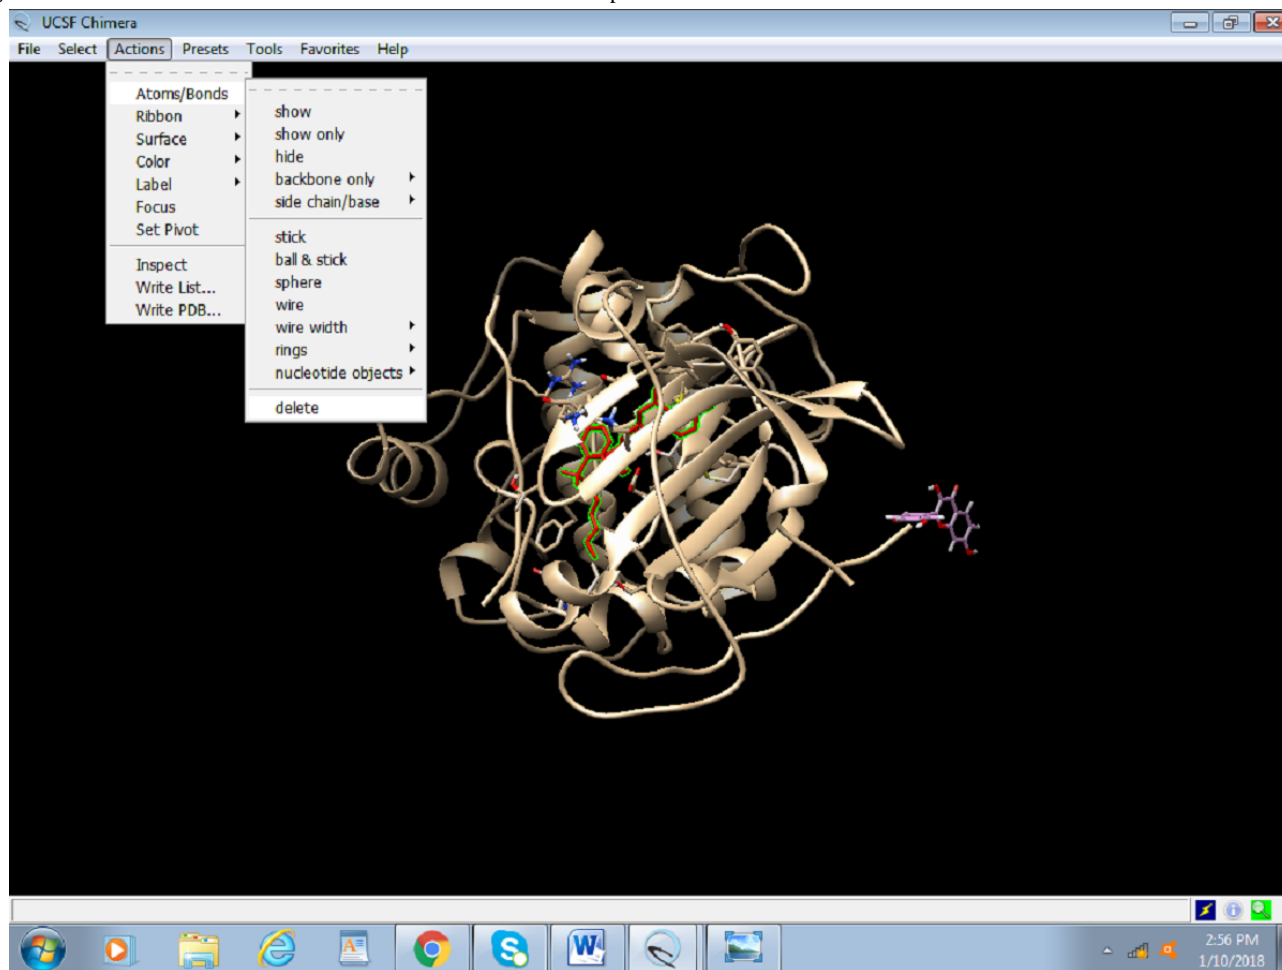 UCSF Chimera
File Select Actions Presets Tools Favorites Help
Atoms/Bonds
Ribbon
Surface
Color
Label
Focus
Set Pivot
Inspect
Write List...
Write PDB...
show
show only
hide
backbone only
side chain/base
stick
ball & stick
sphere
wire
wire width
rings
nucleotide objects
delete
2:56 PM
1/10/2018